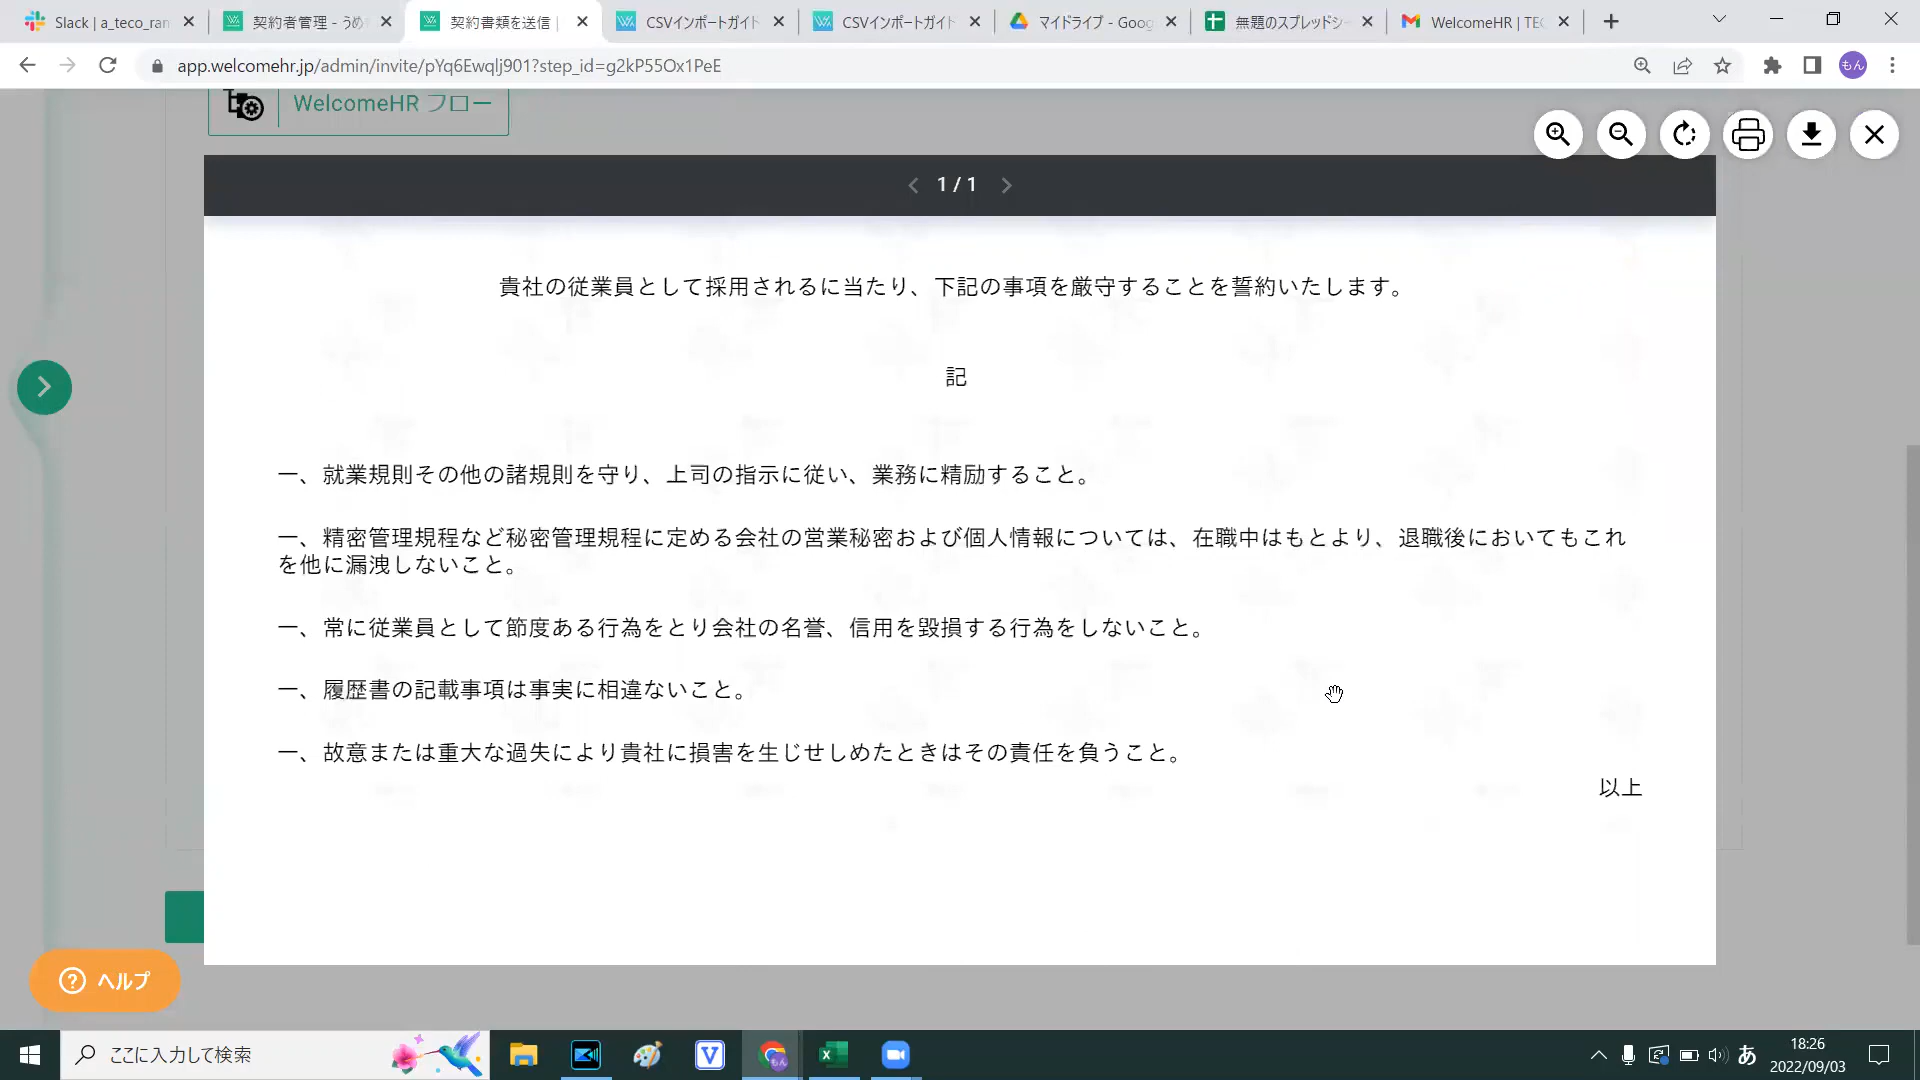 Slack | a_teco_ran
契約者管理 - うめ
契約書類を送信 |
CSVインポートガイド
CSVインポートガイド
マイドライブ - Goog
無題のスプレッドシー
WelcomeHR | TEC
app.welcomehr.jp/admin/invite/pYq6Ewqlj901?step_id=g2kP55Ox1PeE
もん
WelcomeHR フロー
1 / 1
貴社の従業員として採用されるに当たり、下記の事項を厳守することを誓約いたします。
記
一、就業規則その他の諸規則を守り、上司の指示に従い、業務に精励すること。
一、精密管理規程など秘密管理規程に定める会社の営業秘密および個人情報については、在職中はもとより、退職後においてもこれ
を他に漏洩しないこと。
一、常に従業員として節度ある行為をとり会社の名誉、信用を毀損する行為をしないこと。
一、履歴書の記載事項は事実に相違ないこと。
一、故意または重大な過失により貴社に損害を生じせしめたときはその責任を負うこと。
以上
? ヘルプ
ここに入力して検索
あ
18:26
2022/09/03